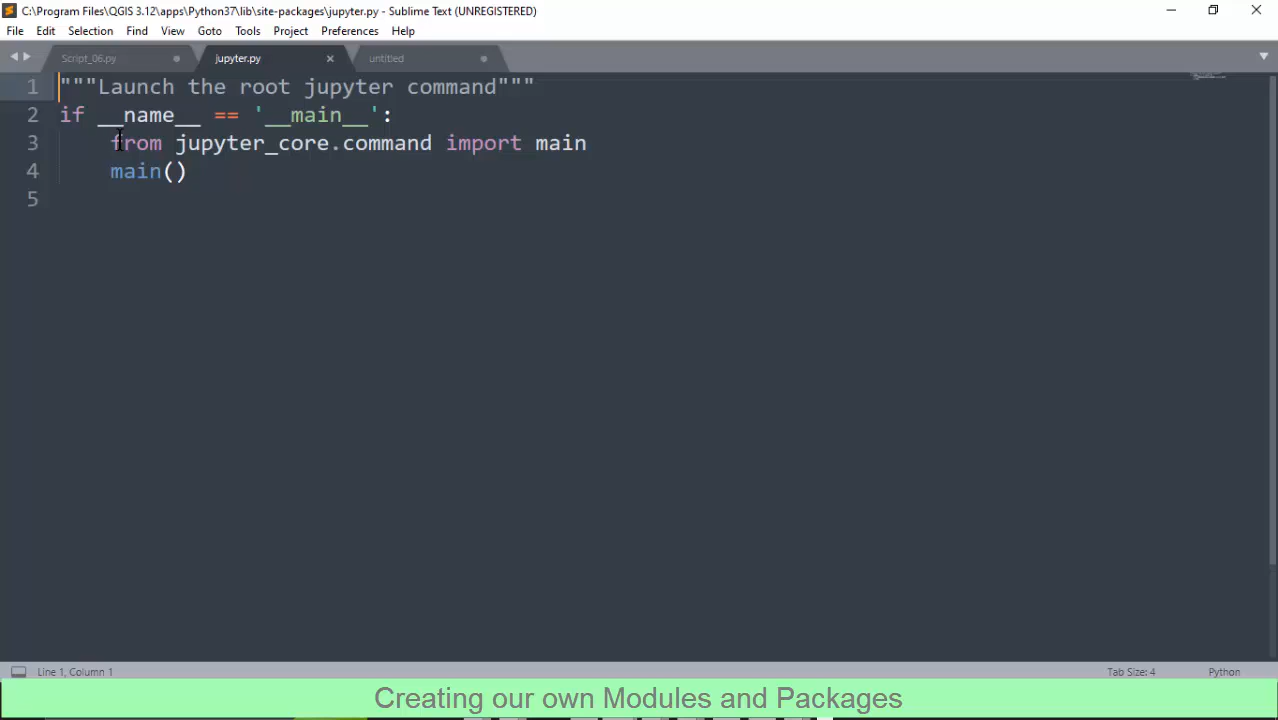 C:\Program Files\QGIS 3.12\apps\Python37\lib\site-packages\jupyter.py - Sublime Text (UNREGISTERED)
File Edit Selection Find View Goto Tools Project Preferences Help
Script_06.py jupyter.py untitled
1 """Launch the root jupyter command"""
2 if __name__ == '__main__':
3 from jupyter_core.command import main
4 main()
5
Line 1, Column 1 Tab Size: 4 Python
Creating our own Modules and Packages